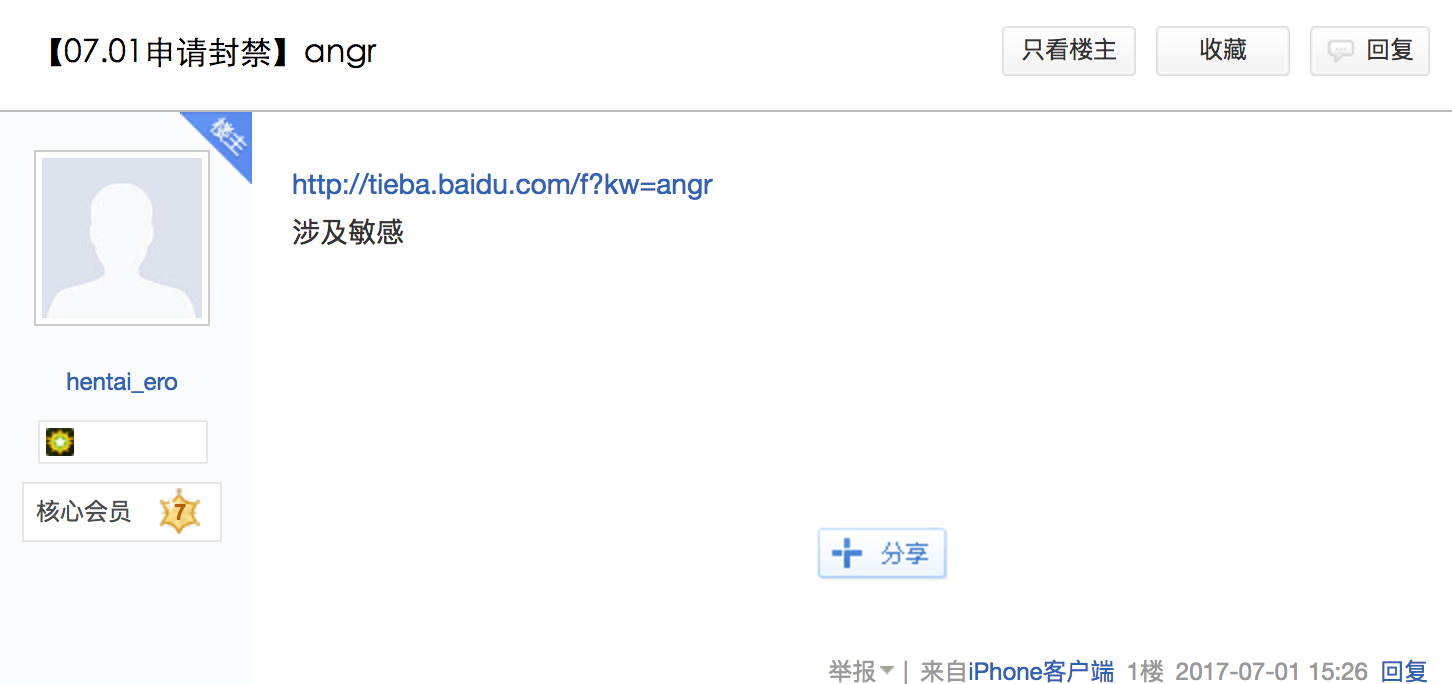 【07.01申请封禁】angr
只看楼主
收藏
回复
楼主
http://tieba.baidu.com/f?kw=angr
涉及敏感
hentai_ero
核心会员 7
分享
举报 | 来自iPhone客户端 1楼 2017-07-01 15:26 回复